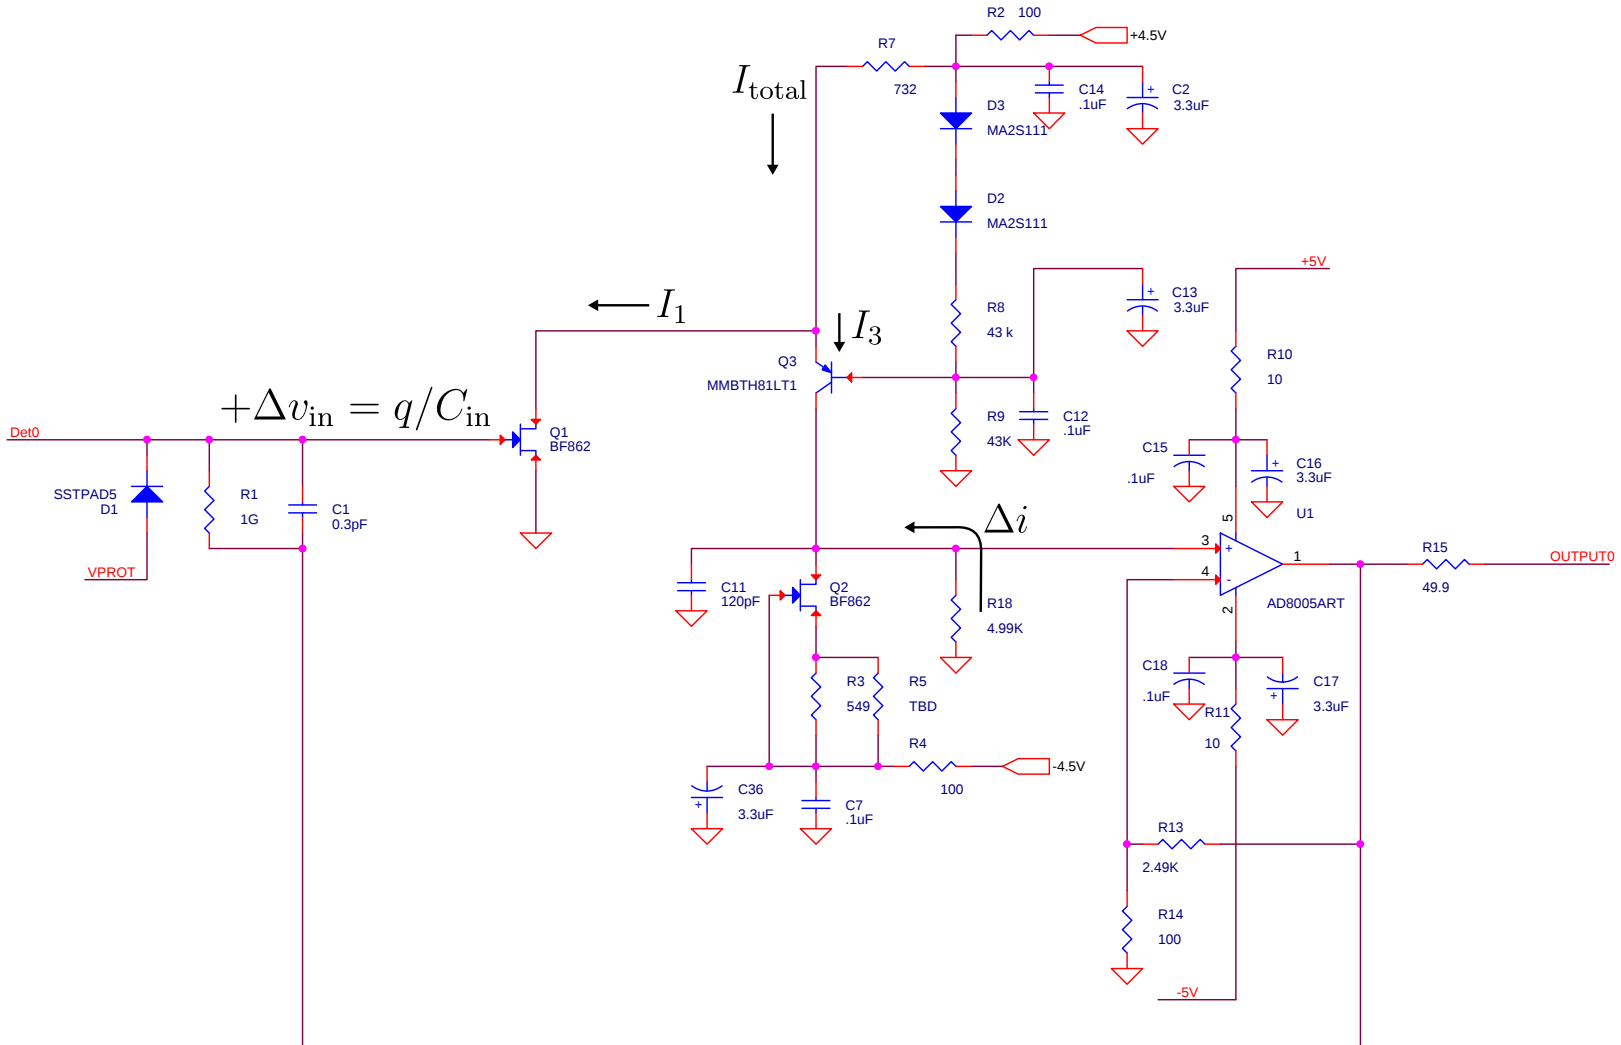 R2 100
+4.5V
R7
732
I_total
C14
.1uF
C2
3.3uF
D3
MA2S111
D2
MA2S111
+5V
C13
3.3uF
I_1
I_3
R8
43 k
R10
10
Q3
MMBTH81LT1
+Δv_in = q/C_in
Det0
Q1
BF862
R9
43K
C12
.1uF
C15
.1uF
C16
3.3uF
SSTPAD5
D1
R1
1G
C1
0.3pF
VPROT
Δi
U1
5
3
+
4
-
1
2
AD8005ART
R15
49.9
OUTPUT0
C11
120pF
Q2
BF862
R18
4.99K
R3
549
R5
TBD
C18
.1uF
R11
10
C17
+
3.3uF
R4
100
-4.5V
C36
+
3.3uF
C7
.1uF
R13
2.49K
R14
100
-5V